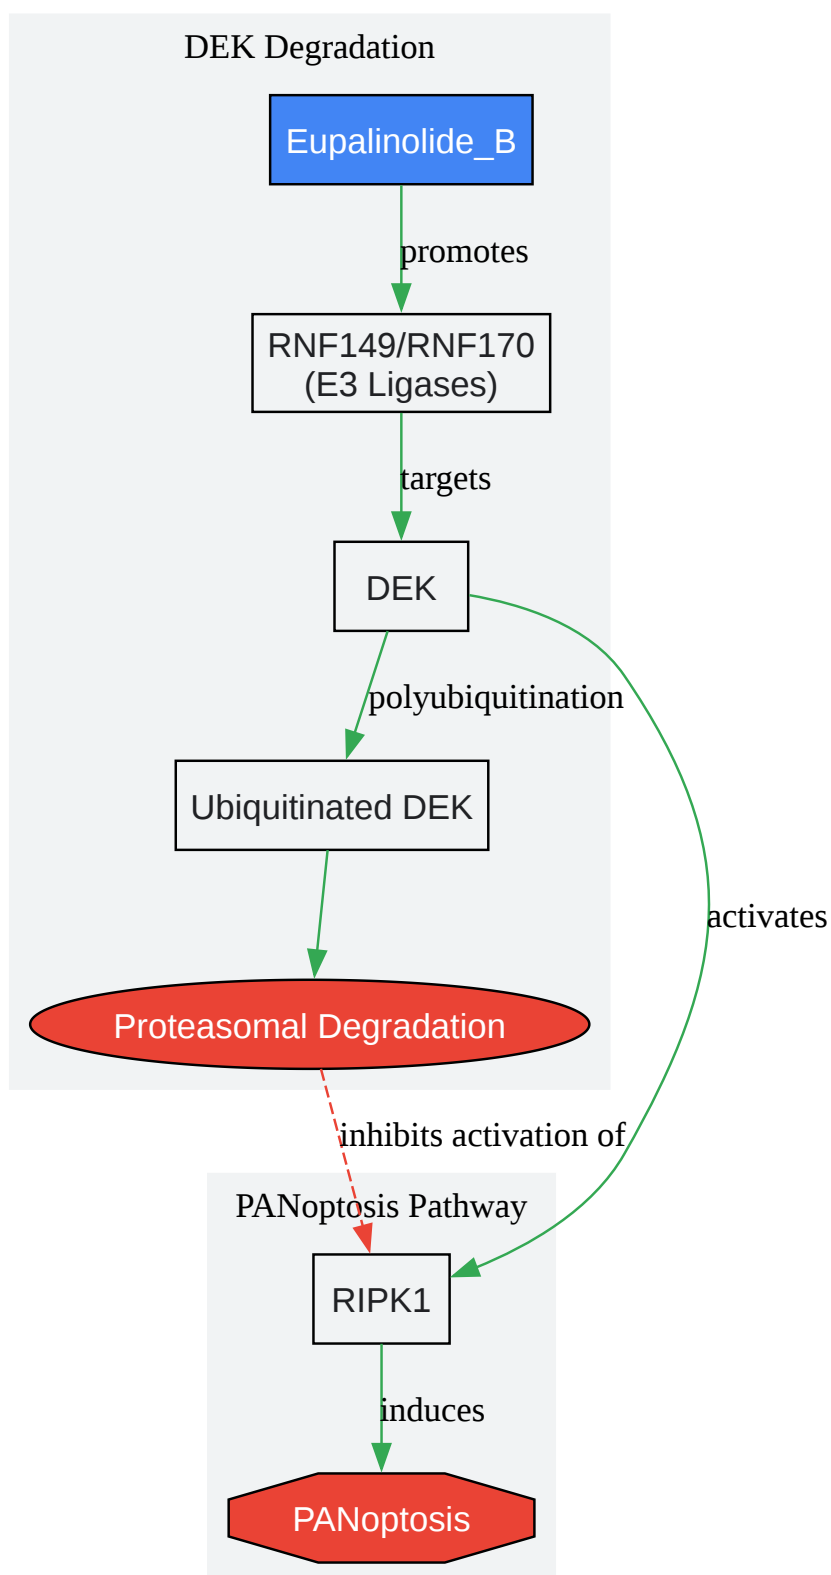 DEK Degradation
Eupalinolide_B
promotes
RNF149/RNF170
(E3 Ligases)
targets
DEK
polyubiquitination
Ubiquitinated DEK
activates
Proteasomal Degradation
inhibits activation of
PANoptosis Pathway
RIPK1
induces
PANoptosis